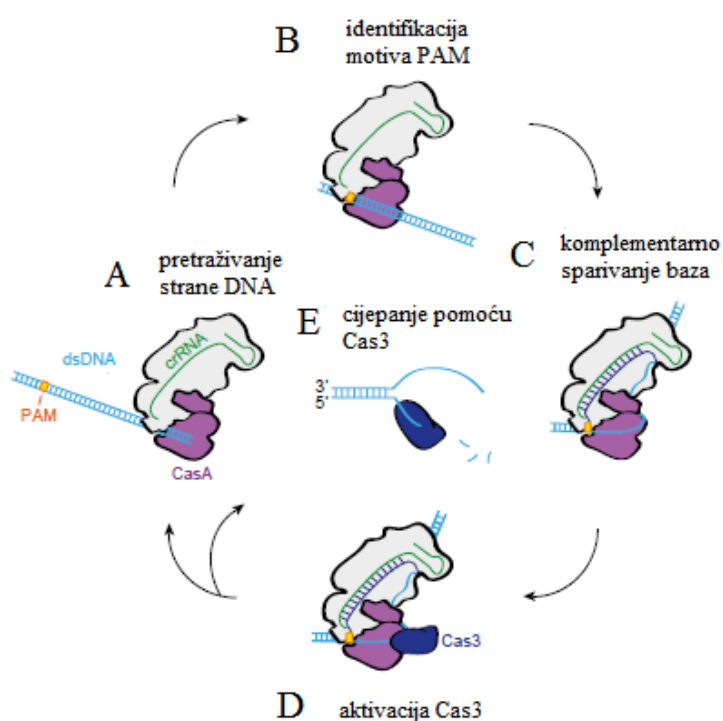 B
identifikacija
motiva PAM
A
pretraživanje
strane DNA
dsDNA
crRNA
PAM
CasA
E
cijepanje pomoću
Cas3
3'
5'
C
komplementarno
sparivanje baza
Cas3
D
aktivacija Cas3